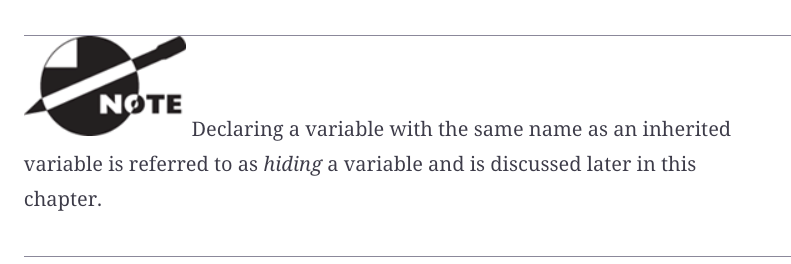 NOTE
Declaring a variable with the same name as an inherited
variable is referred to as hiding a variable and is discussed later in this
chapter.